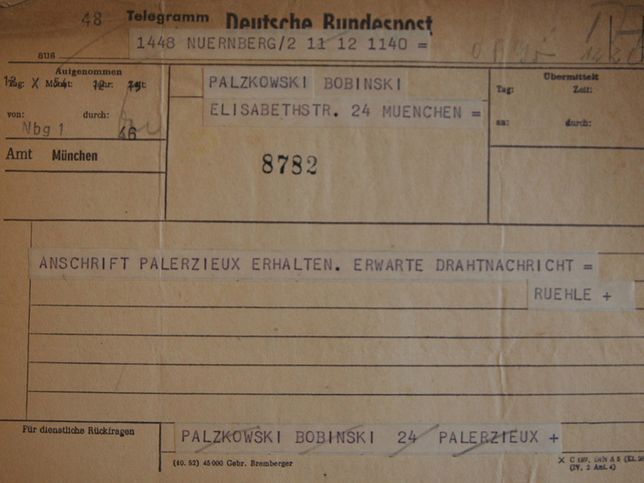 48 Telegramm Deutsche Bundespost
aus 1448 NUERNBERG/2 11 12 1140 =
Aufgenommen
Tag: Monat: Jahr: Zeit:
von: durch:
Nbg 1 46
Amt München
PALZKOWSKI BOBINSKI
ELISABETHSTR. 24 MUENCHEN =
8782
Übermittelt
Tag: Zeit:
an: durch:
ANSCHRIFT PALERZIEUX ERHALTEN. ERWARTE DRAHTNACHRICHT =
RUEHLE +
Für dienstliche Rückfragen
PALZKOWSKI BOBINSKI 24 PALERZIEUX +
(10. 52) 45000 Gebr. Bremberger